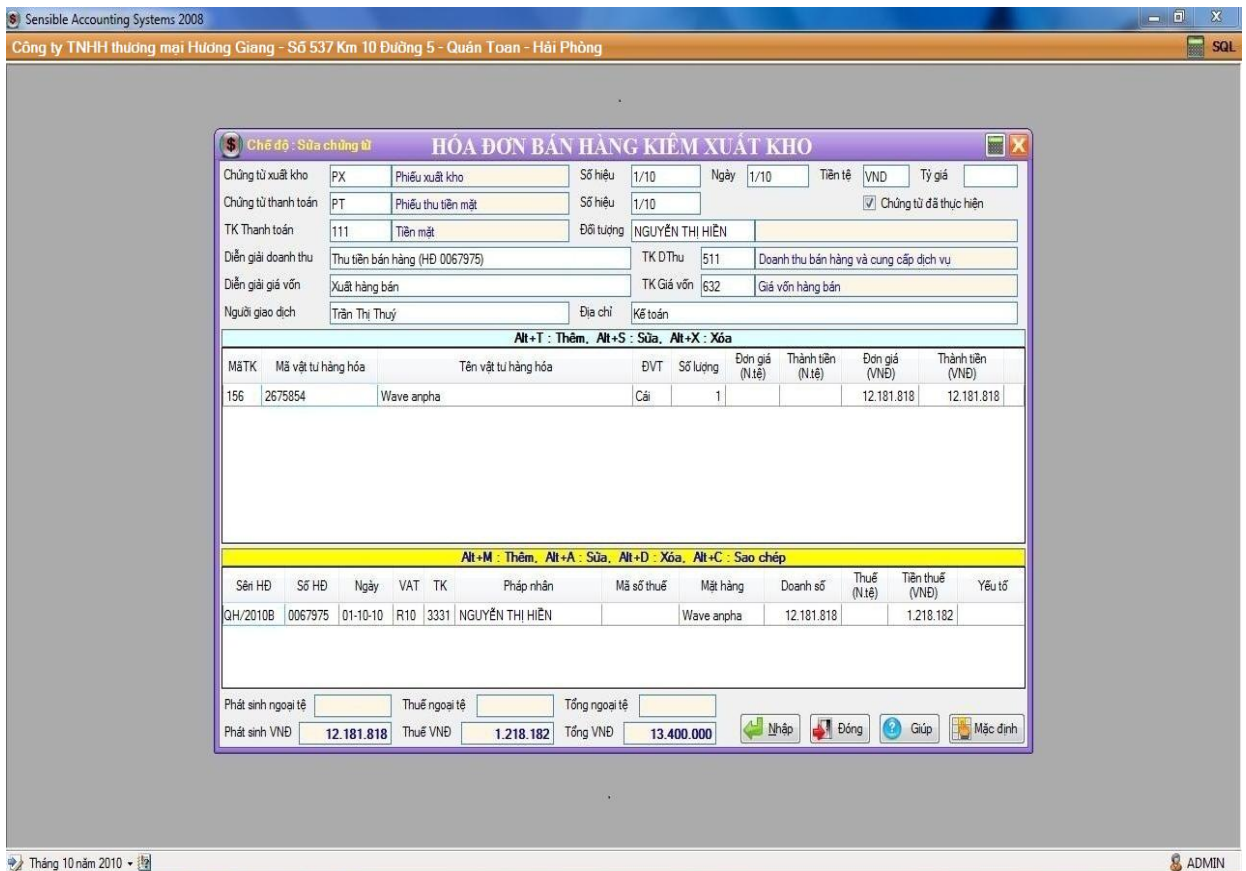 Sensible Accounting Systems 2008
Công ty TNHH thương mại Hương Giang - Số 537 Km 10 Đường 5 - Quán Toan - Hải Phòng SQL
Chế độ : Sửa chứng từ HÓA ĐƠN BÁN HÀNG KIÊM XUẤT KHO
Chứng từ xuất kho PX Phiếu xuất kho Số hiệu 1/10 Ngày 1/10 Tiền tệ VND Tỷ giá
Chứng từ thanh toán PT Phiếu thu tiền mặt Số hiệu 1/10 Chứng từ đã thực hiện
TK Thanh toán 111 Tiền mặt Đối tượng NGUYỄN THỊ HIỀN
Diễn giải doanh thu Thu tiền bán hàng (HĐ 0067975) TK DThu 511 Doanh thu bán hàng và cung cấp dịch vụ
Diễn giải giá vốn Xuất hàng bán TK Giá vốn 632 Giá vốn hàng bán
Người giao dịch Trần Thị Thuý Địa chỉ Kế toán
Alt+T : Thêm, Alt+S : Sửa, Alt+X : Xóa
MãTK Mã vật tư hàng hóa Tên vật tư hàng hóa ĐVT Số lượng Đơn giá (N.tệ) Thành tiền (N.tệ) Đơn giá (VNĐ) Thành tiền (VNĐ)
156 2675854 Wave anpha Cái 1 12.181.818 12.181.818
Alt+M : Thêm, Alt+A : Sửa, Alt+D : Xóa, Alt+C : Sao chép
Sêri HĐ Số HĐ Ngày VAT TK Pháp nhân Mã số thuế Mặt hàng Doanh số Thuế (N.tệ) Tiền thuế (VNĐ) Yếu tố
QH/2010B 0067975 01-10-10 R10 3331 NGUYỄN THỊ HIỀN Wave anpha 12.181.818 1.218.182
Phát sinh ngoại tệ Thuế ngoại tệ Tổng ngoại tệ
Phát sinh VNĐ 12.181.818 Thuế VNĐ 1.218.182 Tổng VNĐ 13.400.000 Nhập Đóng Giúp Mặc định
Tháng 10 năm 2010 ADMIN